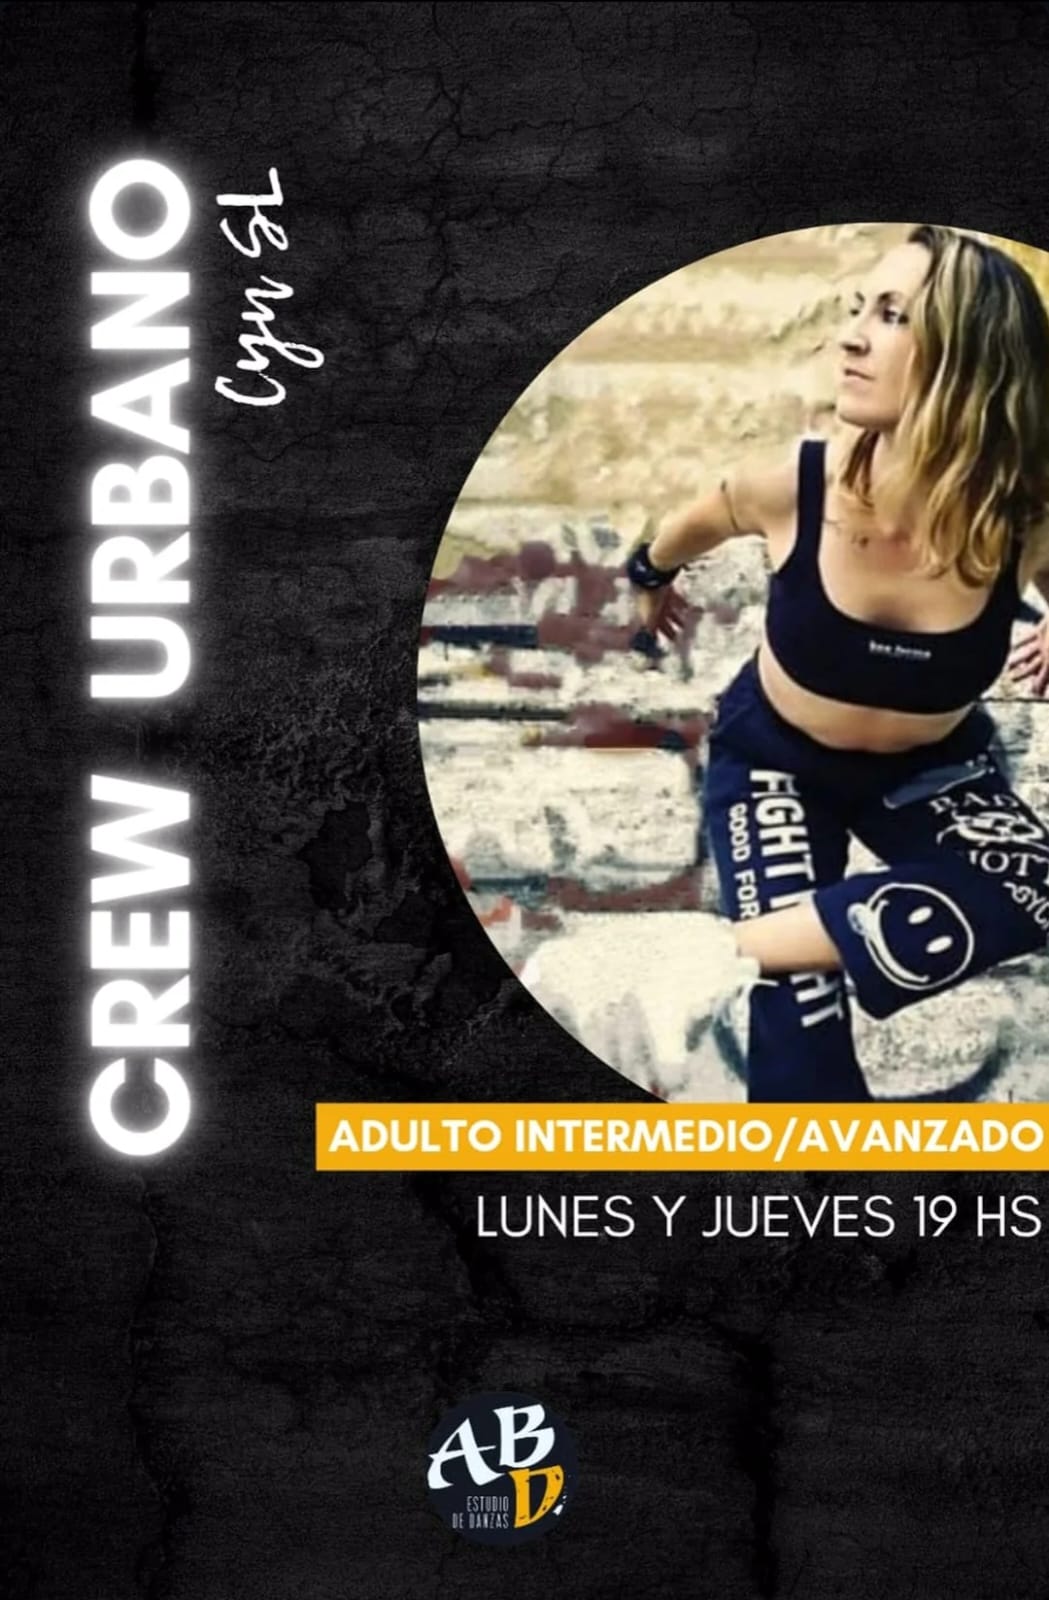 CREW URBANO
Cyn SL
FIGHT
GOOD FOR
ADULTO INTERMEDIO/AVANZADO
LUNES Y JUEVES 19 HS
ABD
ESTUDIO
DE DANZAS